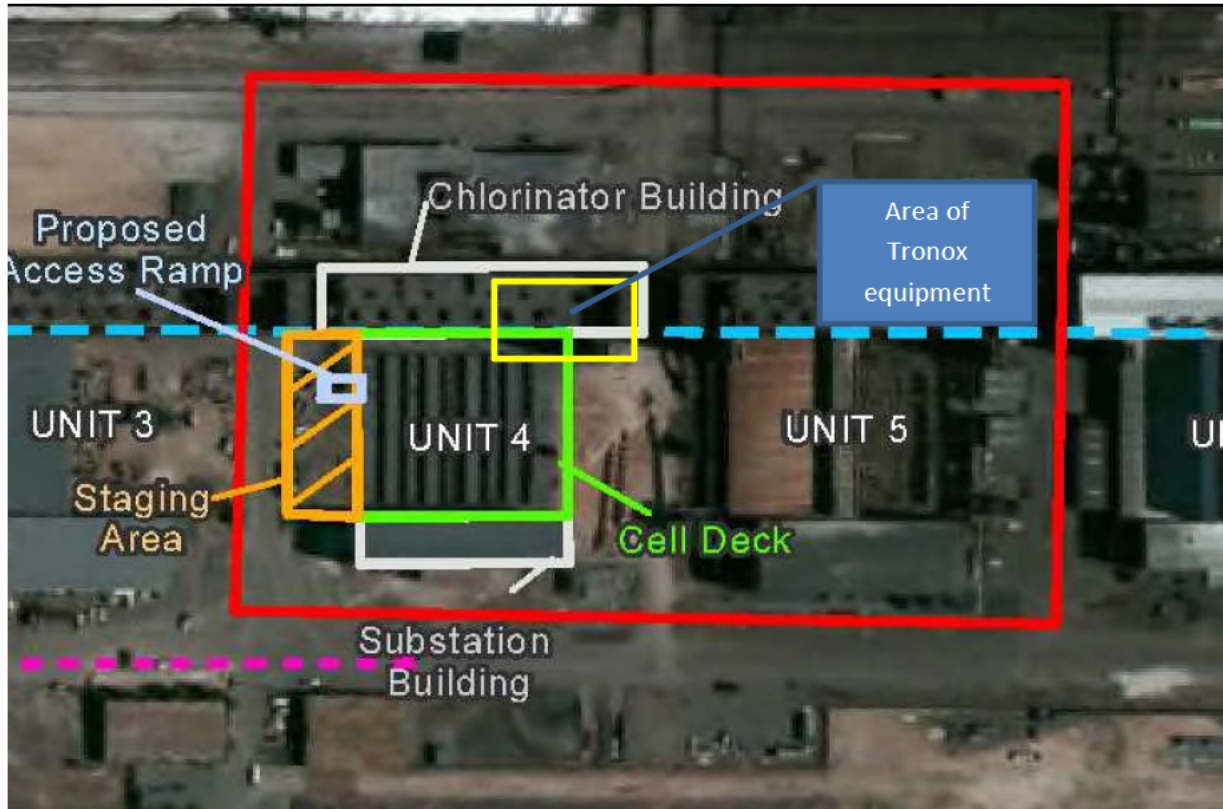 Chlorinator Building
Area of
Tronox
equipment
Proposed
Access Ramp
UNIT 3
UNIT 4
UNIT 5
Staging
Area
Cell Deck
Substation
Building